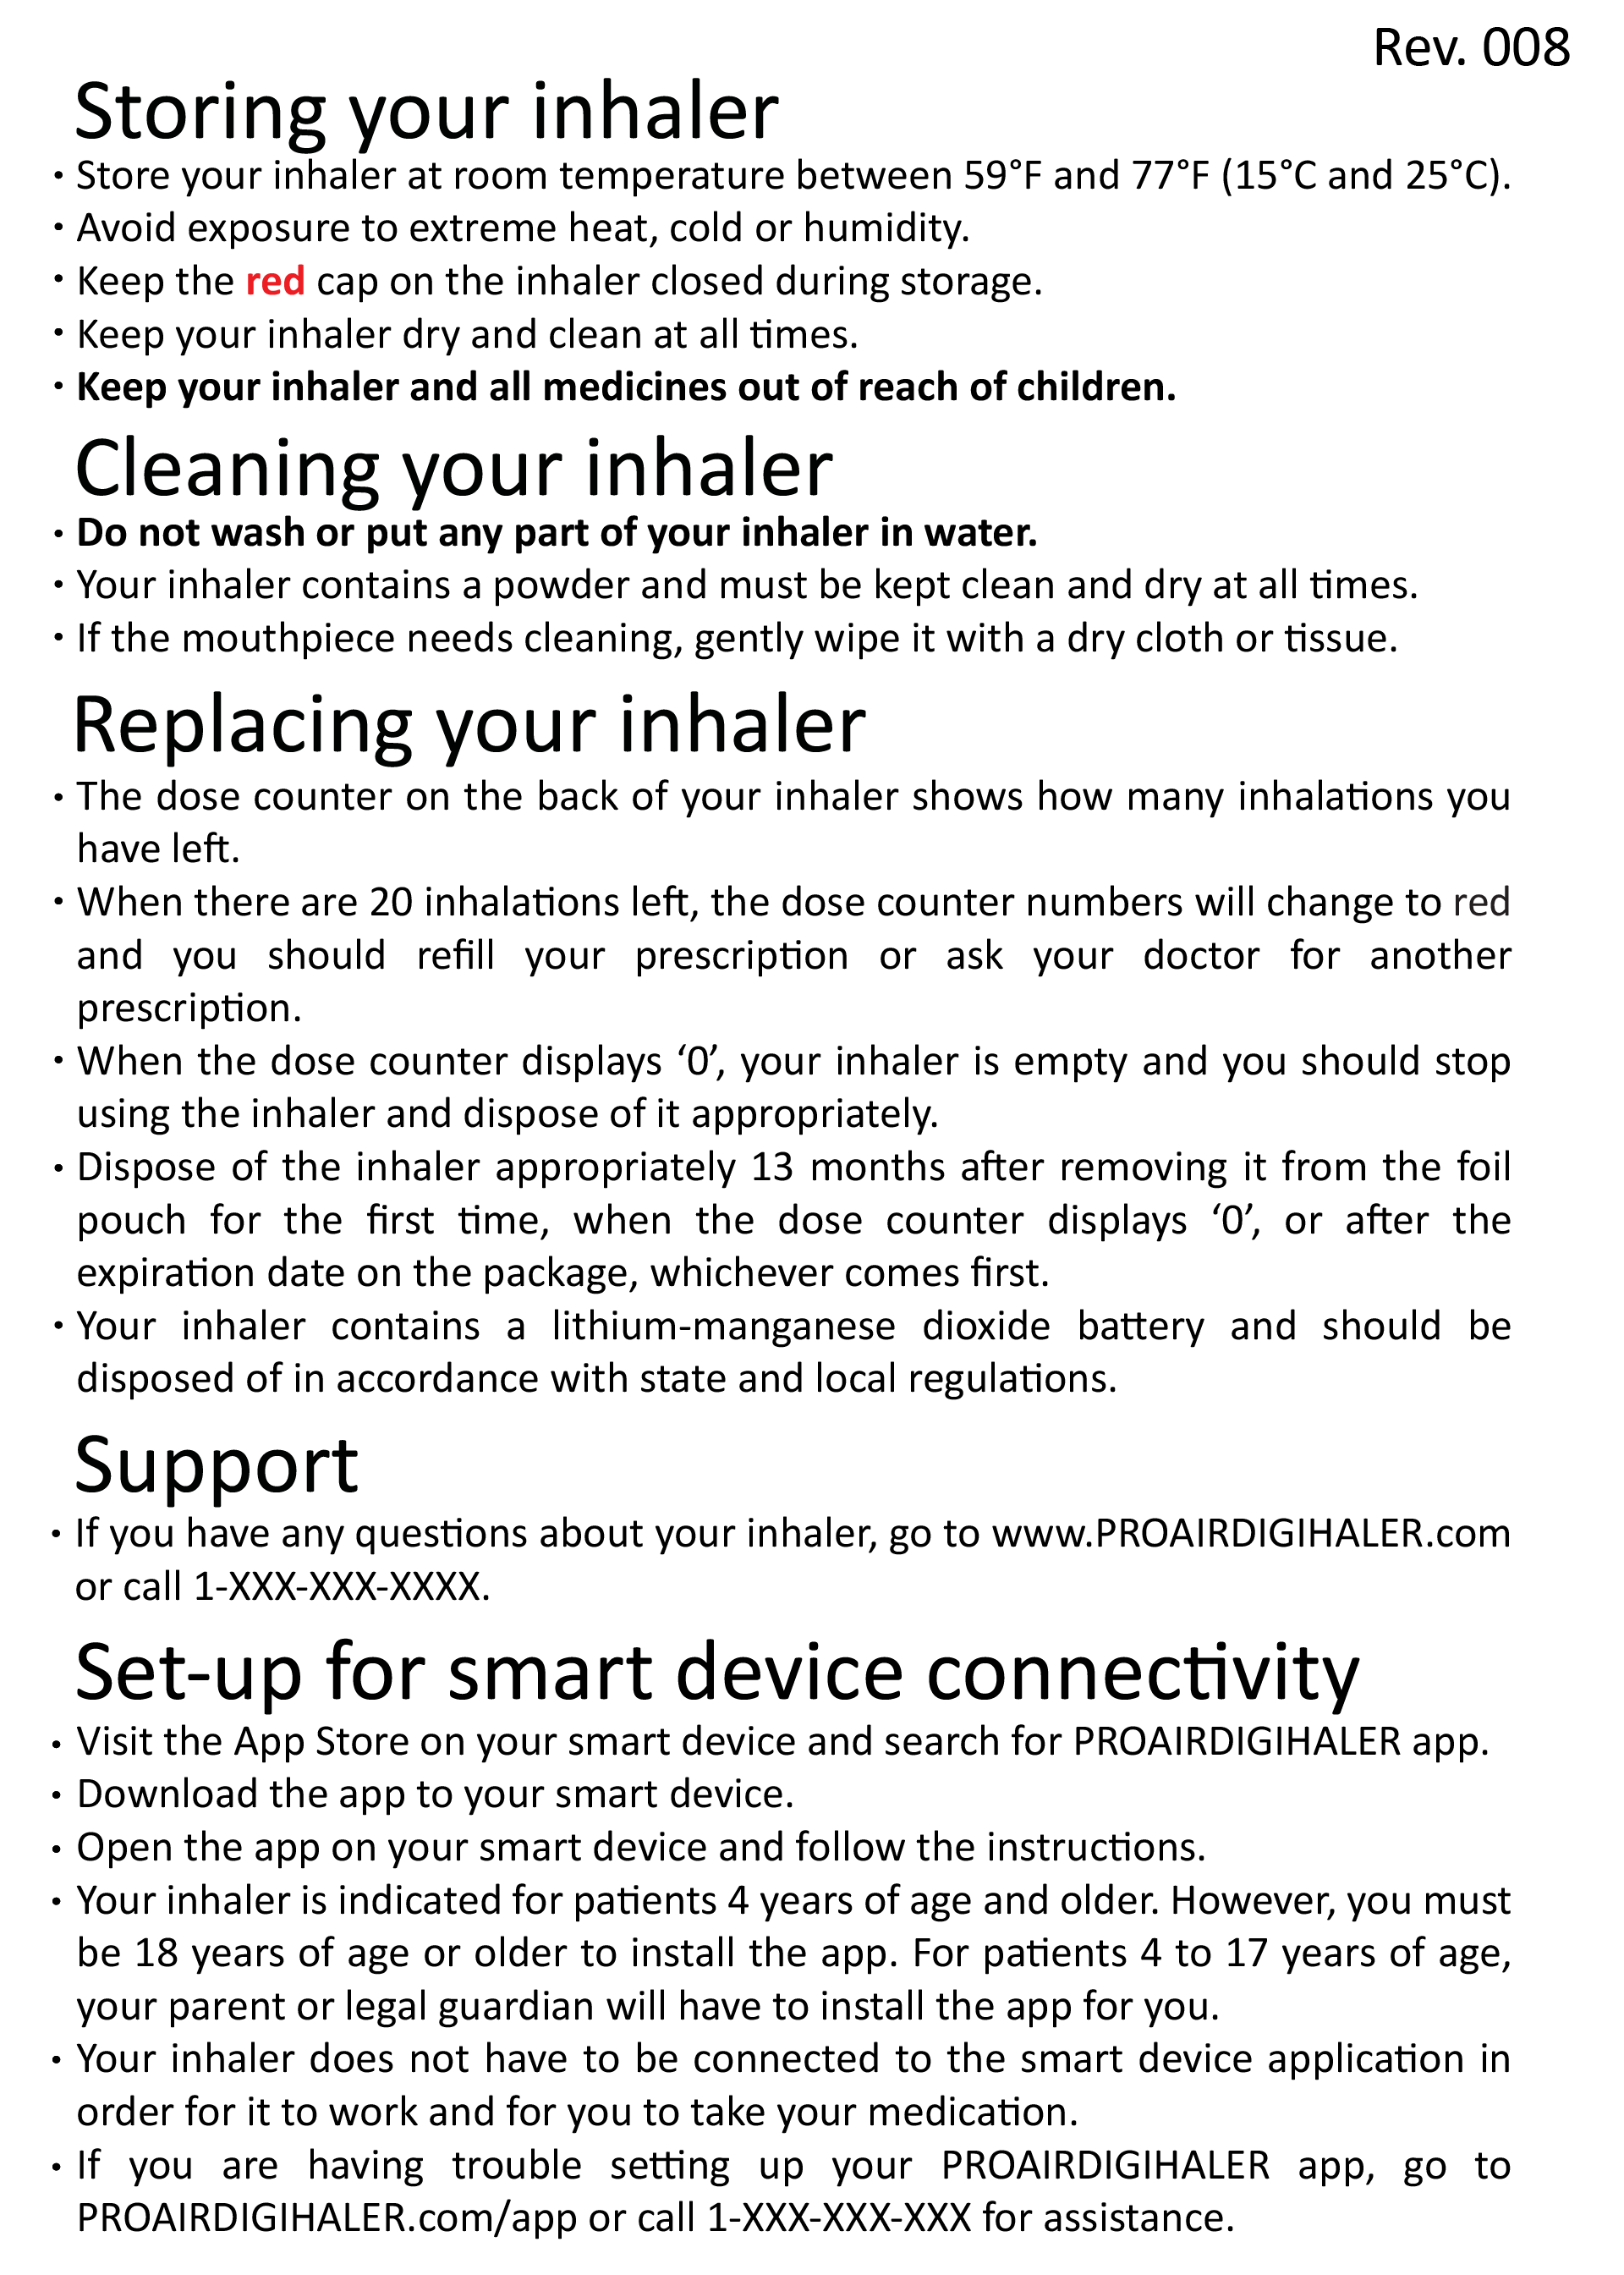 Rev. 008
Storing your inhaler
· Store your inhaler at room temperature between 59°F and 77°F (15°C and 25°C).
· Avoid exposure to extreme heat, cold or humidity.
· Keep the red cap on the inhaler closed during storage.
· Keep your inhaler dry and clean at all times.
· Keep your inhaler and all medicines out of reach of children.
Cleaning your inhaler
· Do not wash or put any part of your inhaler in water.
· Your inhaler contains a powder and must be kept clean and dry at all times.
· If the mouthpiece needs cleaning, gently wipe it with a dry cloth or tissue.
Replacing your inhaler
· The dose counter on the back of your inhaler shows how many inhalations you
have left.
· When there are 20 inhalations left, the dose counter numbers will change to red
and you should refill your prescription or ask your doctor for another
prescription.
· When the dose counter displays ‘0’, your inhaler is empty and you should stop
using the inhaler and dispose of it appropriately.
· Dispose of the inhaler appropriately 13 months after removing it from the foil
pouch for the first time, when the dose counter displays ‘0’, or after the
expiration date on the package, whichever comes first.
· Your inhaler contains a lithium-manganese dioxide battery and should be
disposed of in accordance with state and local regulations.
Support
· If you have any questions about your inhaler, go to www.PROAIRDIGIHALER.com
or call 1-XXX-XXX-XXXX.
Set-up for smart device connectivity
· Visit the App Store on your smart device and search for PROAIRDIGIHALER app.
· Download the app to your smart device.
· Open the app on your smart device and follow the instructions.
· Your inhaler is indicated for patients 4 years of age and older. However, you must
be 18 years of age or older to install the app. For patients 4 to 17 years of age,
your parent or legal guardian will have to install the app for you.
· Your inhaler does not have to be connected to the smart device application in
order for it to work and for you to take your medication.
· If you are having trouble setting up your PROAIRDIGIHALER app, go to
PROAIRDIGIHALER.com/app or call 1-XXX-XXX-XXX for assistance.